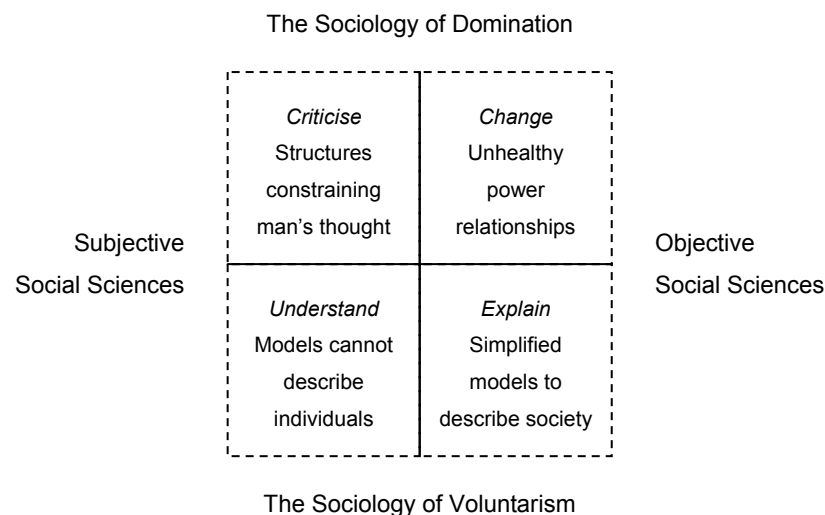 The Sociology of Domination
Criticise
Structures
constraining
man’s thought
Change
Unhealthy
power
relationships
Subjective
Social Sciences
Objective
Social Sciences
Understand
Models cannot
describe
individuals
Explain
Simplified
models to
describe society
The Sociology of Voluntarism